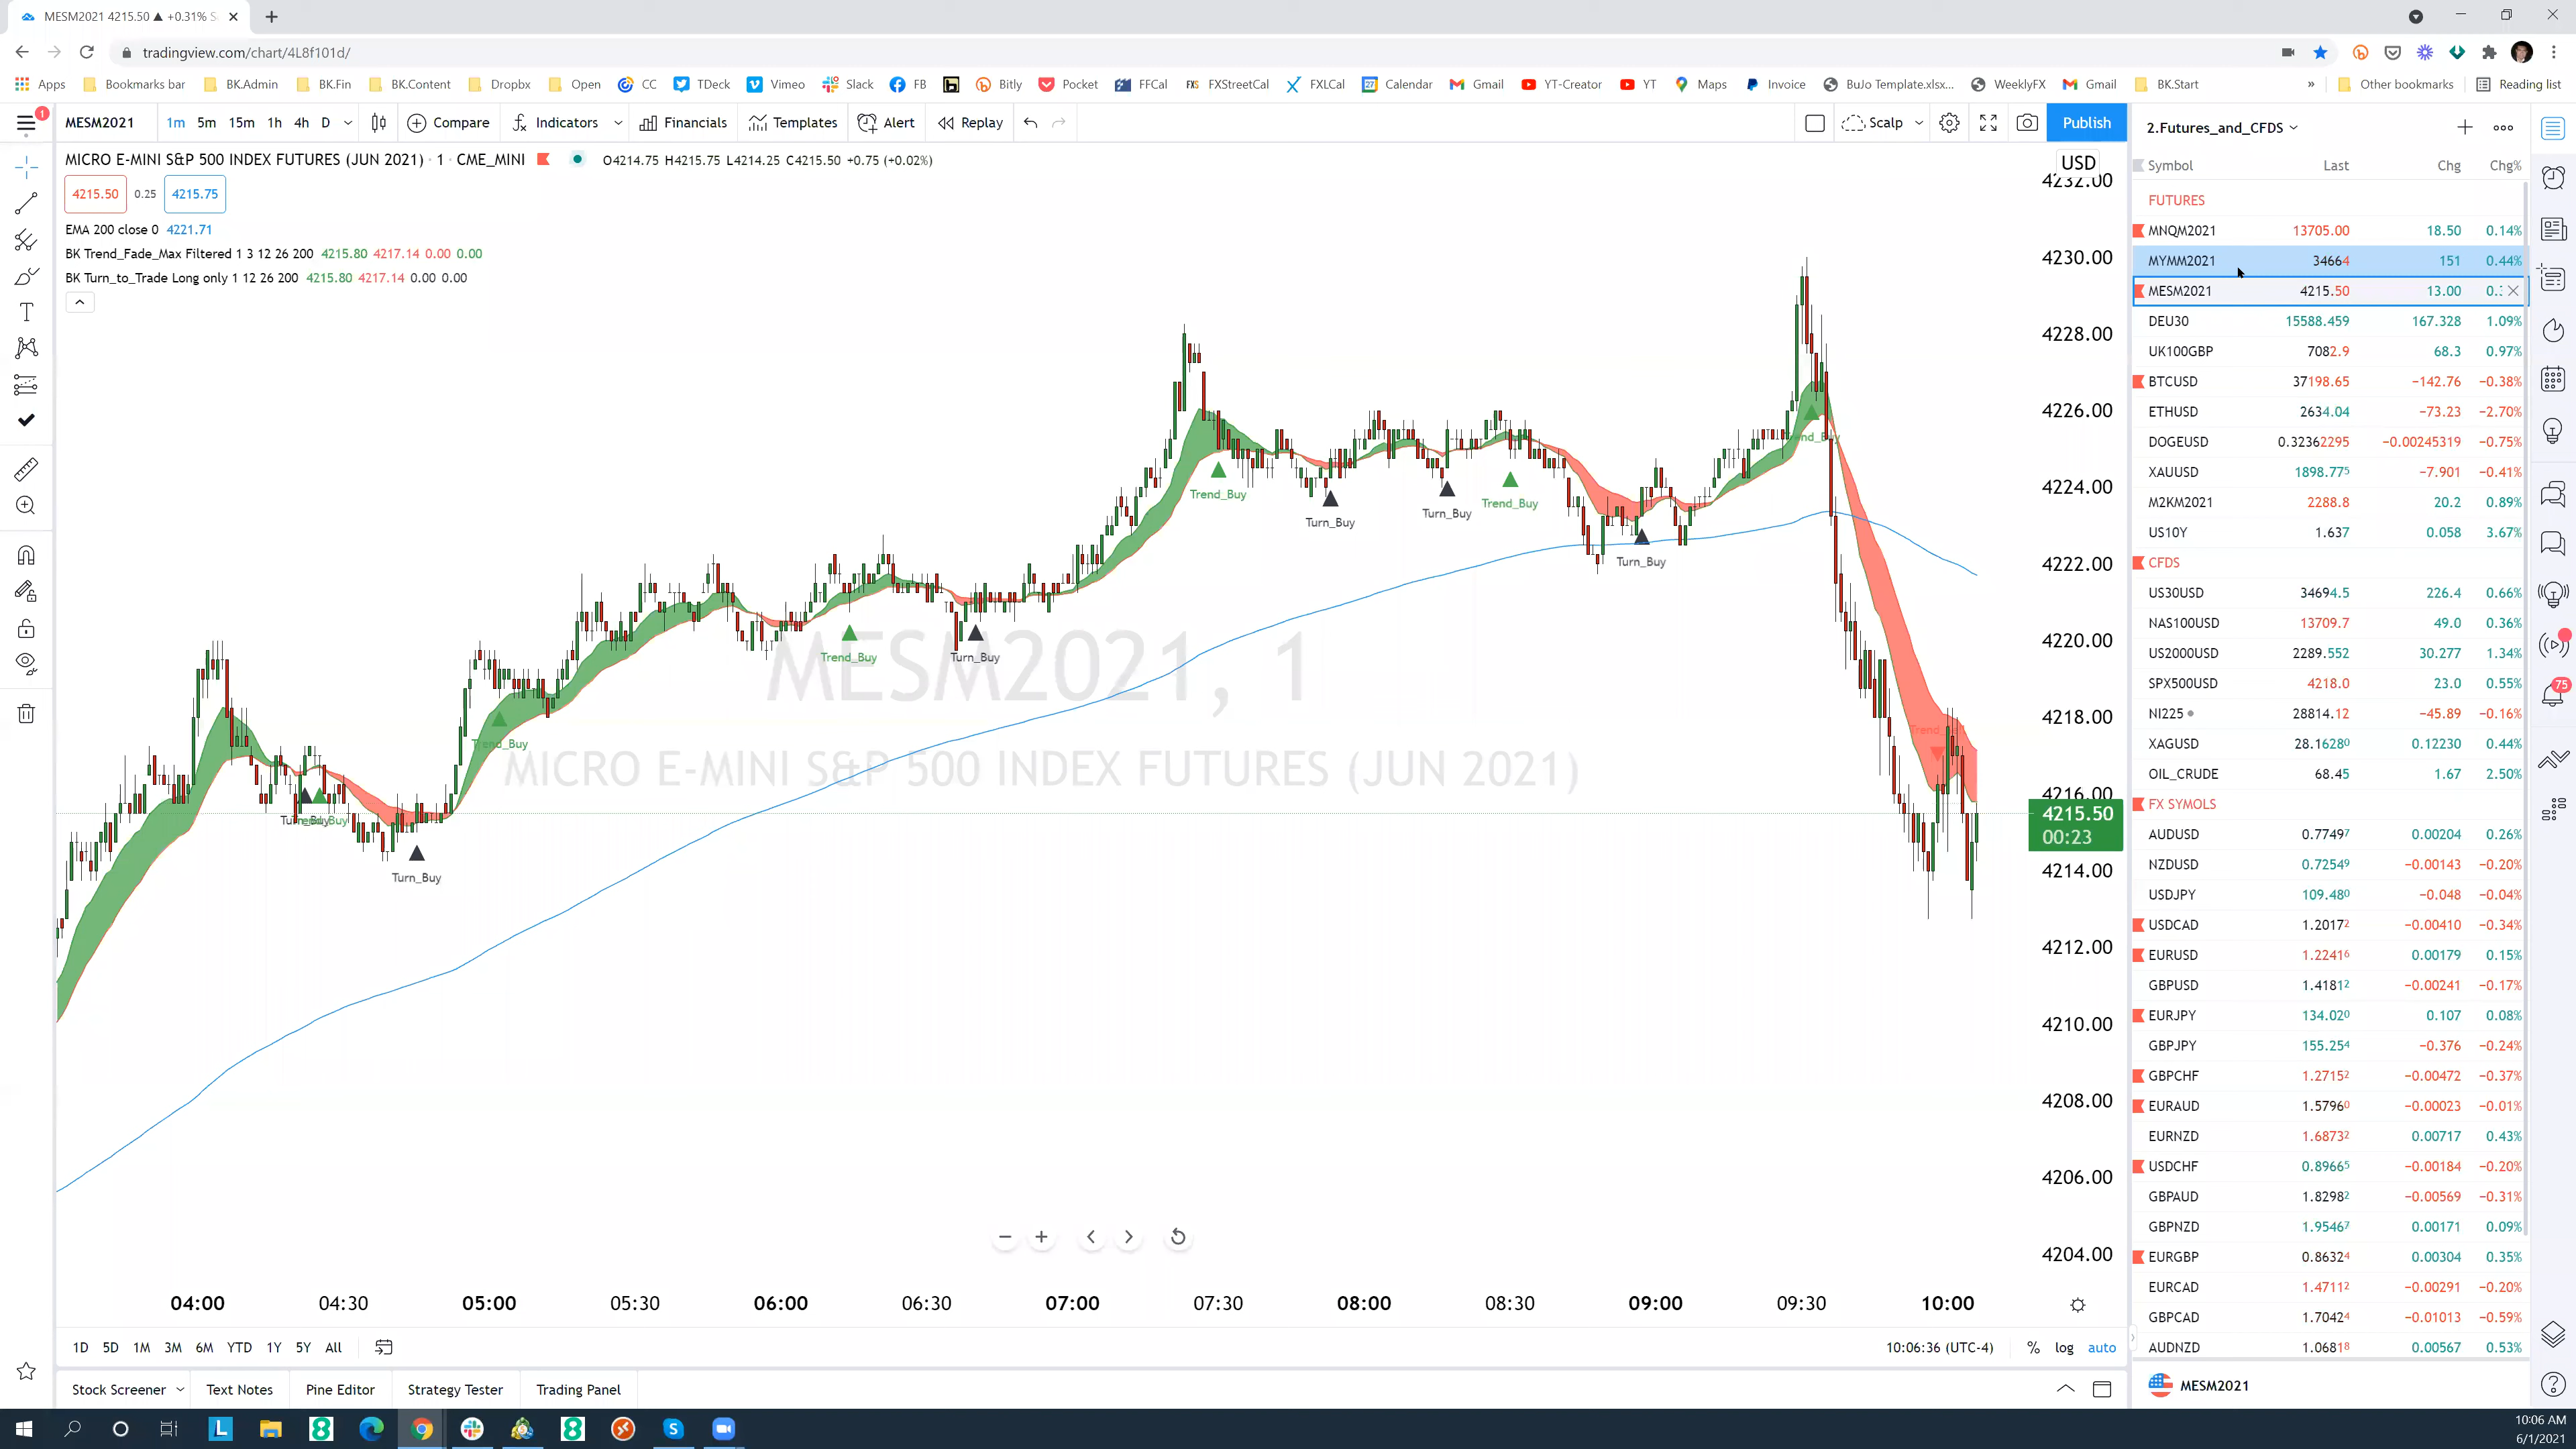 MESM2021 4215.50 ▲ +0.31%
tradingview.com/chart/4L8f101d/
Apps Bookmarks bar BK.Admin BK.Fin BK.Content Dropbx Open CC TDeck Vimeo Slack FB Bitly Pocket FFCal FXStreetCal FXLCal Calendar Gmail YT-Creator YT Maps Invoice BuJo Template.xlsx... WeeklyFX Gmail BK.Start » Other bookmarks Reading list
1 MESM2021 1m 5m 15m 1h 4h D Compare Indicators Financials Templates Alert Replay Scalp Publish
MICRO E-MINI S&P 500 INDEX FUTURES (JUN 2021) · 1 · CME_MINI O4214.75 H4215.75 L4214.25 C4215.50 +0.75 (+0.02%)
4215.50 0.25 4215.75
EMA 200 close 0 4221.71
BK Trend_Fade_Max Filtered 1 3 12 26 200 4215.80 4217.14 0.00 0.00
BK Turn_to_Trade Long only 1 12 26 200 4215.80 4217.14 0.00 0.00
Trend_Buy
Turn_Buy
Turn_Buy
Trend_Buy
Turn_Buy
Trend_Buy
Turn_Buy
Trend_Buy
Turn_Buy
MESM2021, 1
MICRO E-MINI S&P 500 INDEX FUTURES (JUN 2021)
USD
4232.00
4230.00
4228.00
4226.00
4224.00
4222.00
4220.00
4218.00
4216.00
4215.50
00:23
4214.00
4212.00
4210.00
4208.00
4206.00
4204.00
04:00 04:30 05:00 05:30 06:00 06:30 07:00 07:30 08:00 08:30 09:00 09:30 10:00
1D 5D 1M 3M 6M YTD 1Y 5Y All 10:06:36 (UTC-4) % log auto
Stock Screener Text Notes Pine Editor Strategy Tester Trading Panel
2.Futures_and_CFDS
Symbol Last Chg Chg%
FUTURES
MNQM2021 13705.00 18.50 0.14%
MYMM2021 34664 151 0.44%
MESM2021 4215.50 13.00
DEU30 15588.459 167.328 1.09%
UK100GBP 7082.9 68.3 0.97%
BTCUSD 37198.65 −142.76 −0.38%
ETHUSD 2634.04 −73.23 −2.70%
DOGEUSD 0.32362295 −0.00245319 −0.75%
XAUUSD 1898.775 −7.901 −0.41%
M2KM2021 2288.8 20.2 0.89%
US10Y 1.637 0.058 3.67%
CFDS
US30USD 34694.5 226.4 0.66%
NAS100USD 13709.7 49.0 0.36%
US2000USD 2289.552 30.277 1.34%
SPX500USD 4218.0 23.0 0.55%
NI225 28814.12 −45.89 −0.16%
XAGUSD 28.16280 0.12230 0.44%
OIL_CRUDE 68.45 1.67 2.50%
FX SYMOLS
AUDUSD 0.77497 0.00204 0.26%
NZDUSD 0.72549 −0.00143 −0.20%
USDJPY 109.480 −0.048 −0.04%
USDCAD 1.20172 −0.00410 −0.34%
EURUSD 1.22416 0.00179 0.15%
GBPUSD 1.41812 −0.00241 −0.17%
EURJPY 134.020 0.107 0.08%
GBPJPY 155.254 −0.376 −0.24%
GBPCHF 1.27152 −0.00472 −0.37%
EURAUD 1.57960 −0.00023 −0.01%
EURNZD 1.68732 0.00717 0.43%
USDCHF 0.89665 −0.00184 −0.20%
GBPAUD 1.82982 −0.00569 −0.31%
GBPNZD 1.95467 0.00171 0.09%
EURGBP 0.86324 0.00304 0.35%
EURCAD 1.47112 −0.00291 −0.20%
GBPCAD 1.70424 −0.01013 −0.59%
AUDNZD 1.06818 0.00567 0.53%
MESM2021
75
10:06 AM
6/1/2021